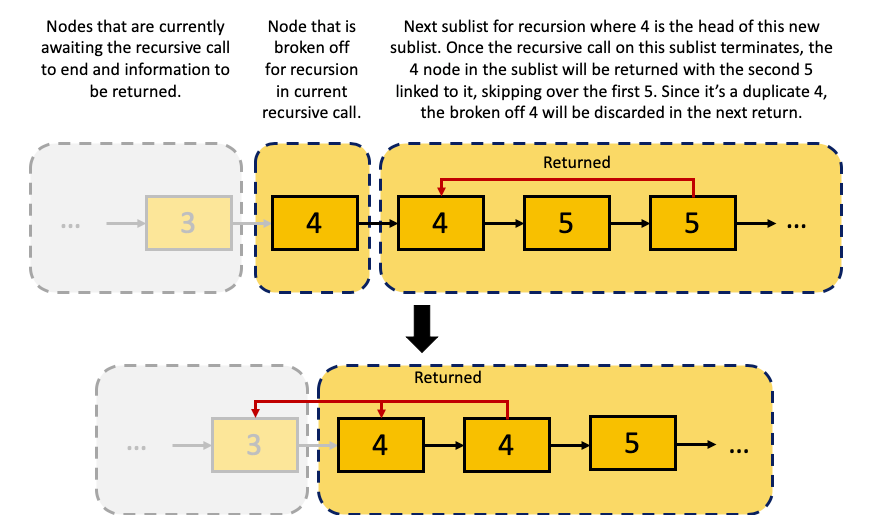 Nodes that are currently
awaiting the recursive call
to end and information to
be returned.
Node that is
broken off
for recursion
in current
recursive call.
Next sublist for recursion where 4 is the head of this new
sublist. Once the recursive call on this sublist terminates, the
4 node in the sublist will be returned with the second 5
linked to it, skipping over the first 5. Since it’s a duplicate 4,
the broken off 4 will be discarded in the next return.
Returned
... 3 4 4 5 5 ...
Returned
... 3 4 4 5 ...